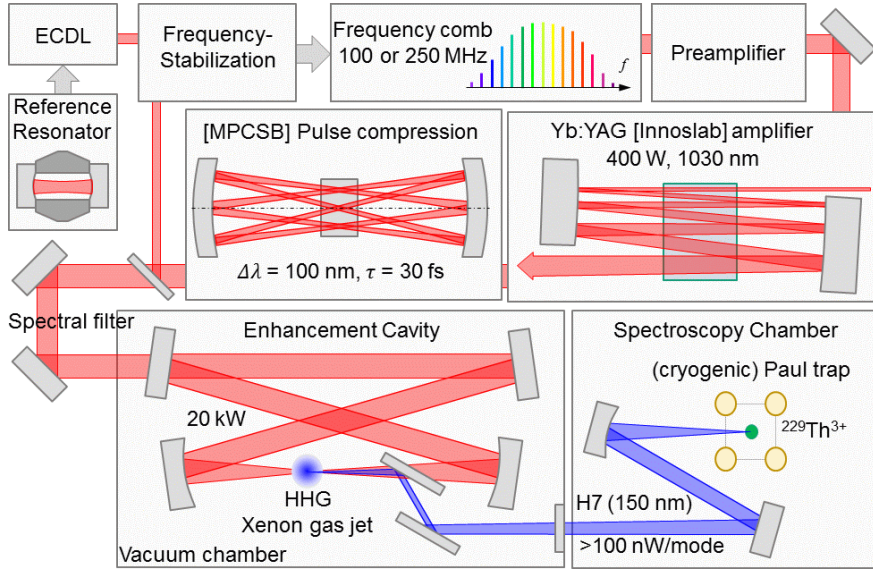 ECDL
Frequency-
Stabilization
Frequency comb
100 or 250 MHz
f
Preamplifier
Reference
Resonator
[MPCSB] Pulse compression
Δλ = 100 nm, τ = 30 fs
Yb:YAG [Innoslab] amplifier
400 W, 1030 nm
Spectral filter
Enhancement Cavity
20 kW
HHG
Xenon gas jet
Vacuum chamber
Spectroscopy Chamber
(cryogenic) Paul trap
²²⁹Th³⁺
H7 (150 nm)
>100 nW/mode